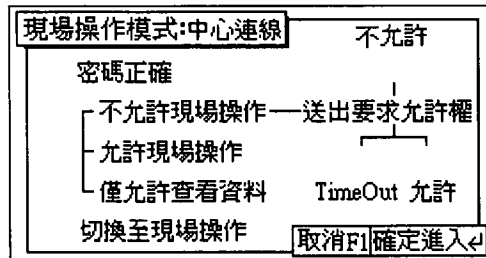 現場操作模式:中心連線
不允許
密碼正確
不允許現場操作 送出要求允許權
允許現場操作
僅允許查看資料 TimeOut 允許
切換至現場操作
取消F1 確定進入↵